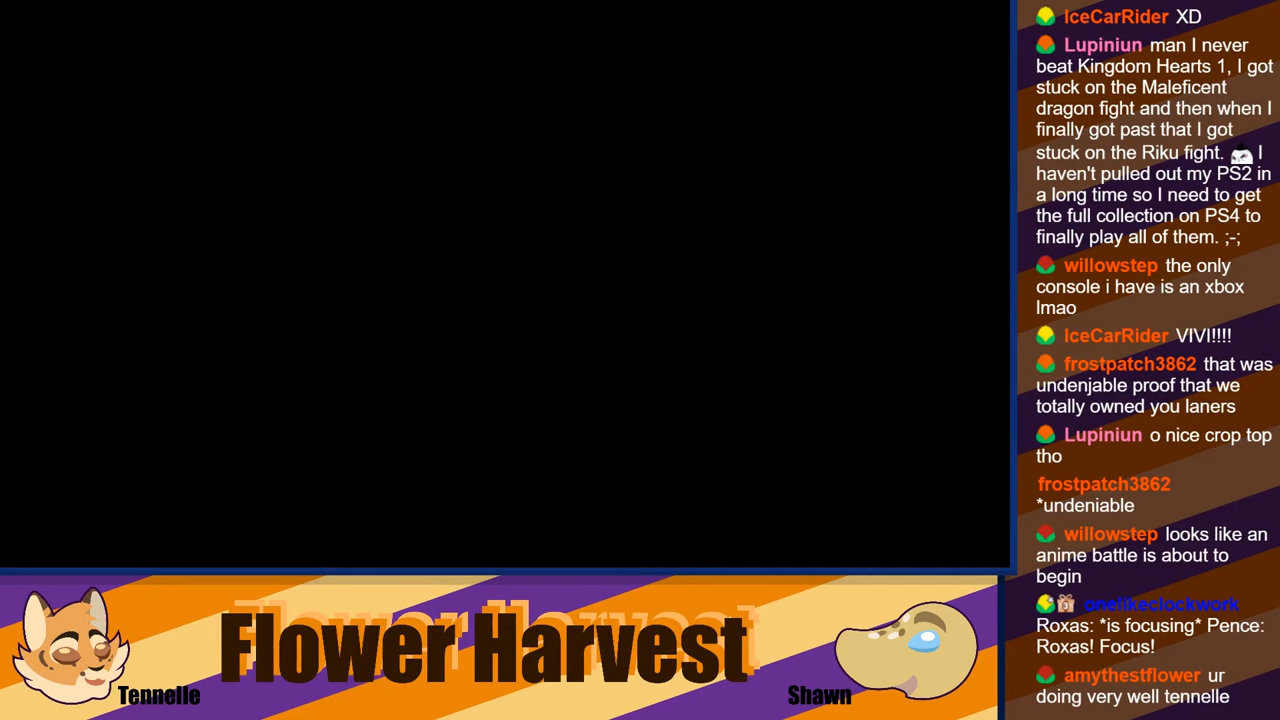 IceCarRider XD
Lupiniun man I never
beat Kingdom Hearts 1, I got
stuck on the Maleficent
dragon fight and then when I
finally got past that I got
stuck on the Riku fight. I
haven't pulled out my PS2 in
a long time so I need to get
the full collection on PS4 to
finally play all of them. ;-;
willowstep the only
console i have is an xbox
lmao
IceCarRider VIVI!!!!
frostpatch3862 that was
undenjable proof that we
totally owned you laners
Lupiniun o nice crop top
tho
frostpatch3862
*undeniable
willowstep looks like an
anime battle is about to
begin
onelikeclockwork
Roxas: *is focusing* Pence:
Roxas! Focus!
amythestflower ur
doing very well tennelle
Flower Harvest
Tennelle
Shawn